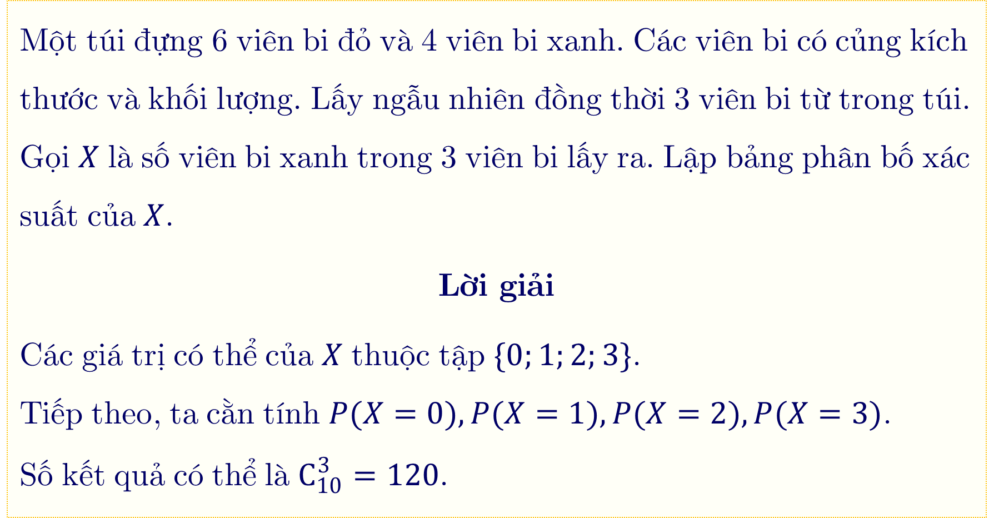 Một túi đựng 6 viên bi đỏ và 4 viên bi xanh. Các viên bi có củng kích
thước và khối lượng. Lấy ngẫu nhiên đồng thời 3 viên bi từ trong túi.
Gọi X là số viên bi xanh trong 3 viên bi lấy ra. Lập bảng phân bố xác
suất của X.
Lời giải
Các giá trị có thể của X thuộc tập {0; 1; 2; 3}.
Tiếp theo, ta cằn tính P(X = 0), P(X = 1), P(X = 2), P(X = 3).
Số kết quả có thể là C₁₀³ = 120.